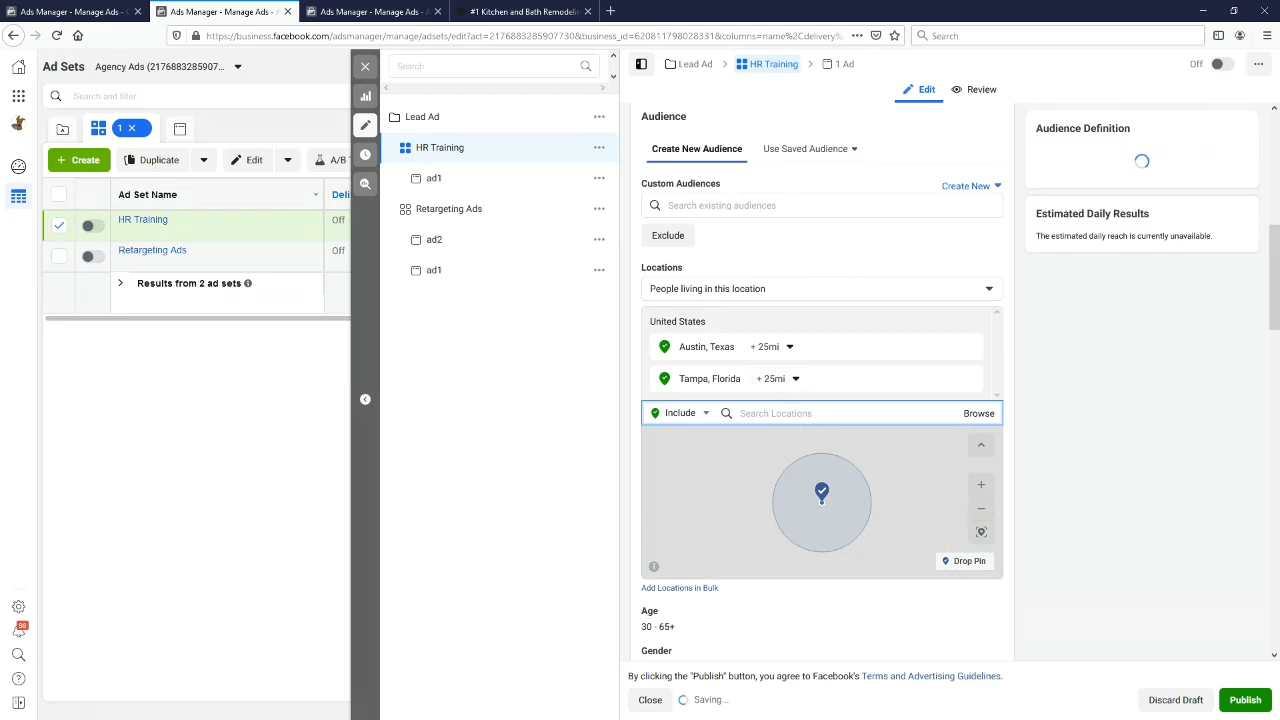 Ads Manager - Manage Ads - C
Ads Manager - Manage Ads - A
Ads Manager - Manage Ads - A
#1 Kitchen and Bath Remodelin
https://business.facebook.com/adsmanager/manage/adsets/edit?act=2176883285907730&business_id=620811798028331&columns=name%2Cdelivery%
Search
Ad Sets
Agency Ads (2176883285907...
Search and filter
1
Create
Duplicate
Edit
A/B T
Ad Set Name
Deliv
HR Training
Off
Retargeting Ads
Off
Results from 2 ad sets
98
Search
Lead Ad
HR Training
ad1
Retargeting Ads
ad2
ad1
Lead Ad
HR Training
1 Ad
Off
Edit
Review
Audience
Create New Audience
Use Saved Audience
Custom Audiences
Create New
Search existing audiences
Exclude
Locations
People living in this location
United States
Austin, Texas + 25mi
Tampa, Florida + 25mi
Include
Search Locations
Browse
Drop Pin
Add Locations in Bulk
Age
30 - 65+
Gender
Audience Definition
Estimated Daily Results
The estimated daily reach is currently unavailable.
By clicking the "Publish" button, you agree to Facebook's Terms and Advertising Guidelines.
Close
Saving...
Discard Draft
Publish